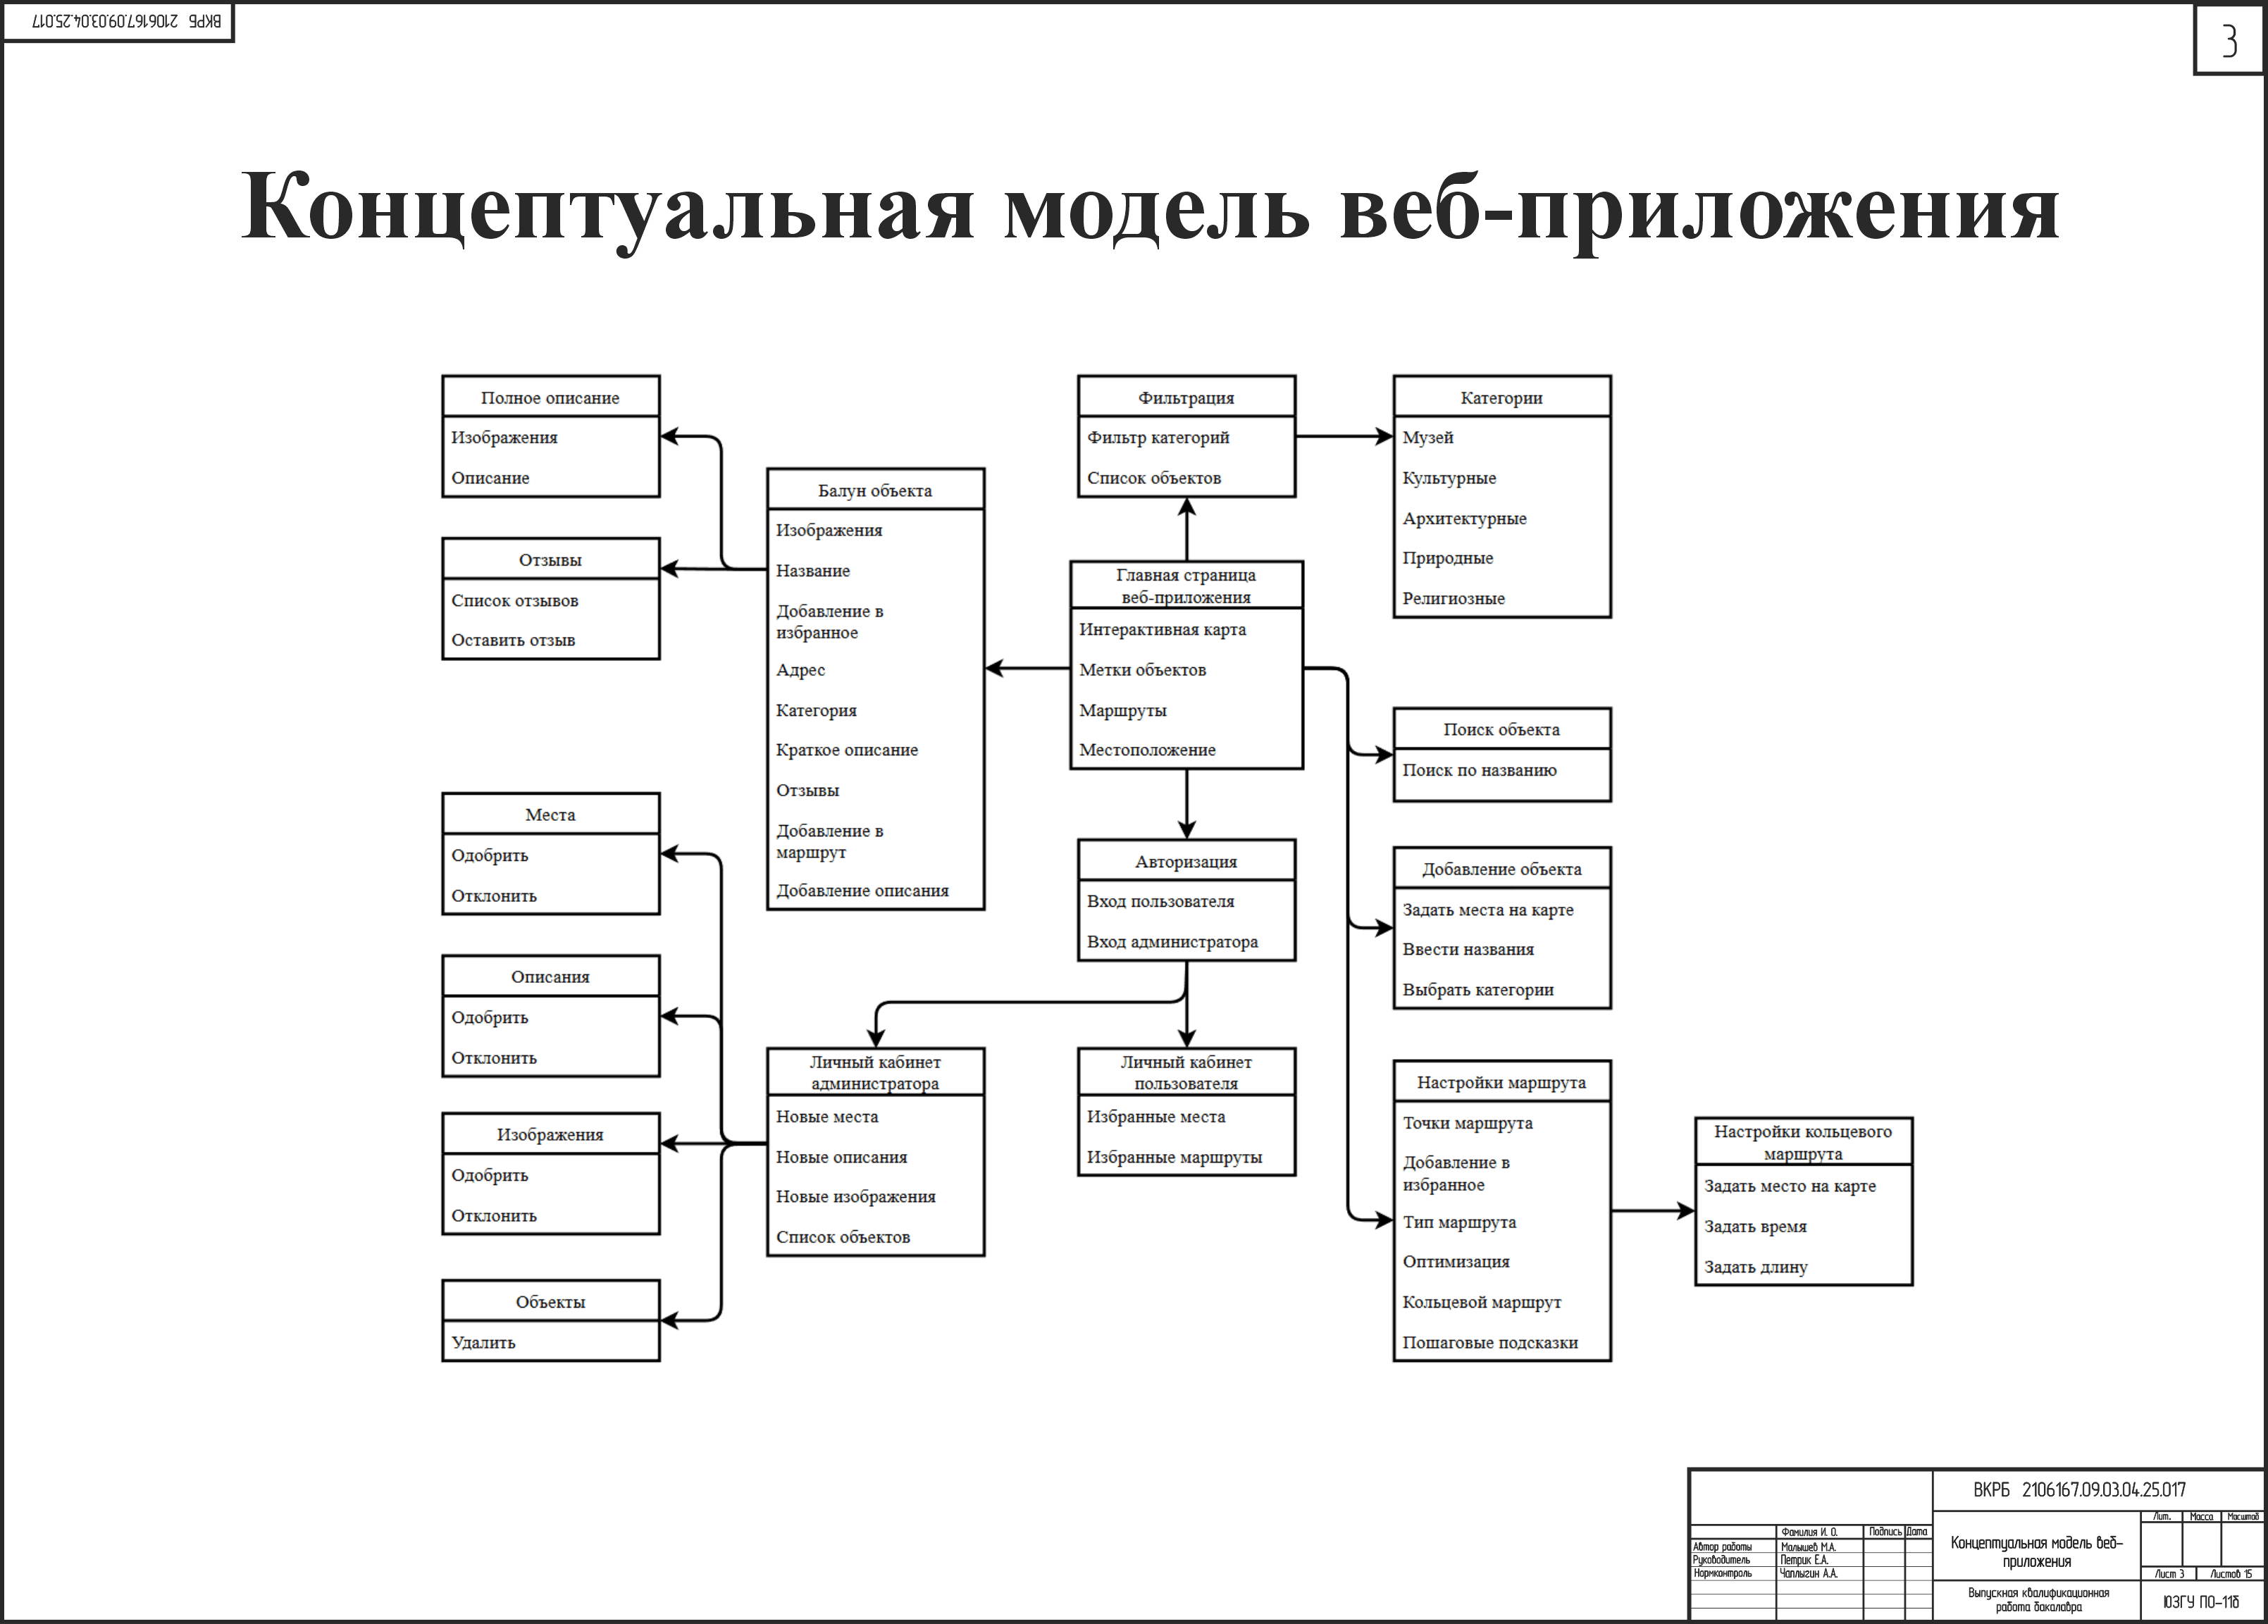 ВКРБ 2106167.09.03.04.25.017
3
Концептуальная модель веб-приложения
Полное описание
Изображения
Описание
Отзывы
Список отзывов
Оставить отзыв
Балун объекта
Изображения
Название
Добавление в
избранное
Адрес
Категория
Краткое описание
Отзывы
Добавление в
маршрут
Добавление описания
Фильтрация
Фильтр категорий
Список объектов
Категории
Музей
Культурные
Архитектурные
Природные
Религиозные
Главная страница
веб-приложения
Интерактивная карта
Метки объектов
Маршруты
Местоположение
Поиск объекта
Поиск по названию
Добавление объекта
Задать места на карте
Ввести названия
Выбрать категории
Авторизация
Вход пользователя
Вход администратора
Места
Одобрить
Отклонить
Описания
Одобрить
Отклонить
Изображения
Одобрить
Отклонить
Объекты
Удалить
Личный кабинет
администратора
Новые места
Новые описания
Новые изображения
Список объектов
Личный кабинет
пользователя
Избранные места
Избранные маршруты
Настройки маршрута
Точки маршрута
Добавление в
избранное
Тип маршрута
Оптимизация
Кольцевой маршрут
Пошаговые подсказки
Настройки кольцевого
маршрута
Задать место на карте
Задать время
Задать длину
ВКРБ 2106167.09.03.04.25.017
Фамилия И. О. Подпись Дата
Автор работы Малышев М.А.
Руководитель Петрик Е.А.
Нормконтроль Чаплыгин А.А.
Концептуальная модель веб-
приложения
Лит. Масса Масштаб
Лист 3 Листов 15
Выпускная квалификационная
работа бакалавра
ЮЗГУ ПО-11б